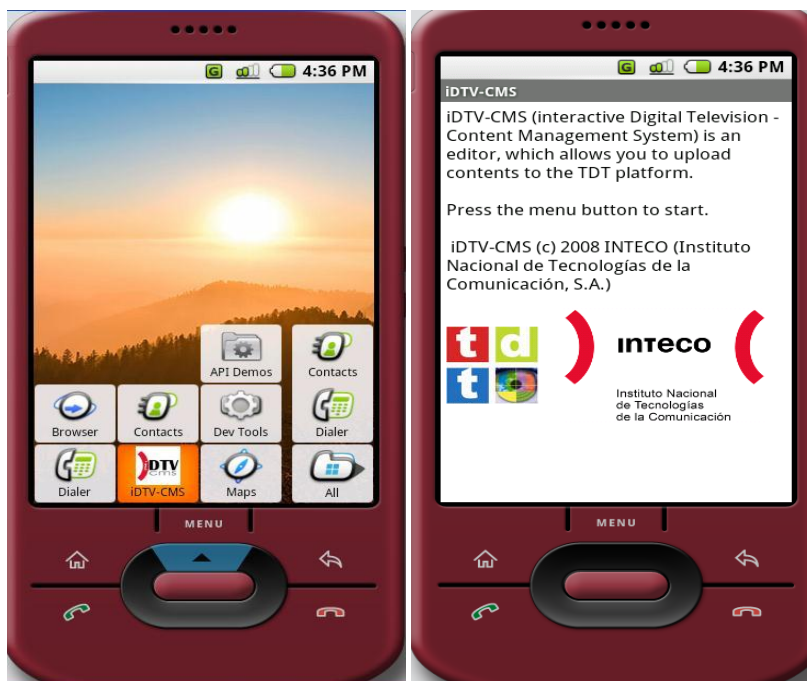 G 4:36 PM
API Demos
Contacts
Browser
Contacts
Dev Tools
Dialer
Dialer
iDTV Cms
iDTV-CMS
Maps
All
MENU
G 4:36 PM
iDTV-CMS
iDTV-CMS (interactive Digital Television -
Content Management System) is an
editor, which allows you to upload
contents to the TDT platform.
Press the menu button to start.
iDTV-CMS (c) 2008 INTECO (Instituto
Nacional de Tecnologías de la
Comunicación, S.A.)
t d
t
INTECO
Instituto Nacional
de Tecnologías
de la Comunicación
MENU